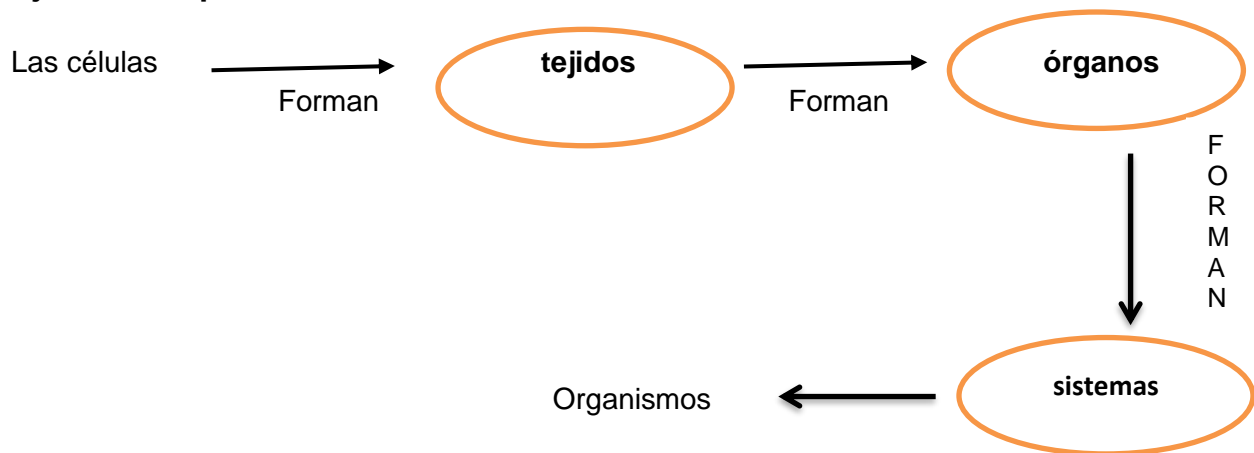 Las células
Forman
tejidos
Forman
órganos
F
O
R
M
A
N
sistemas
Organismos